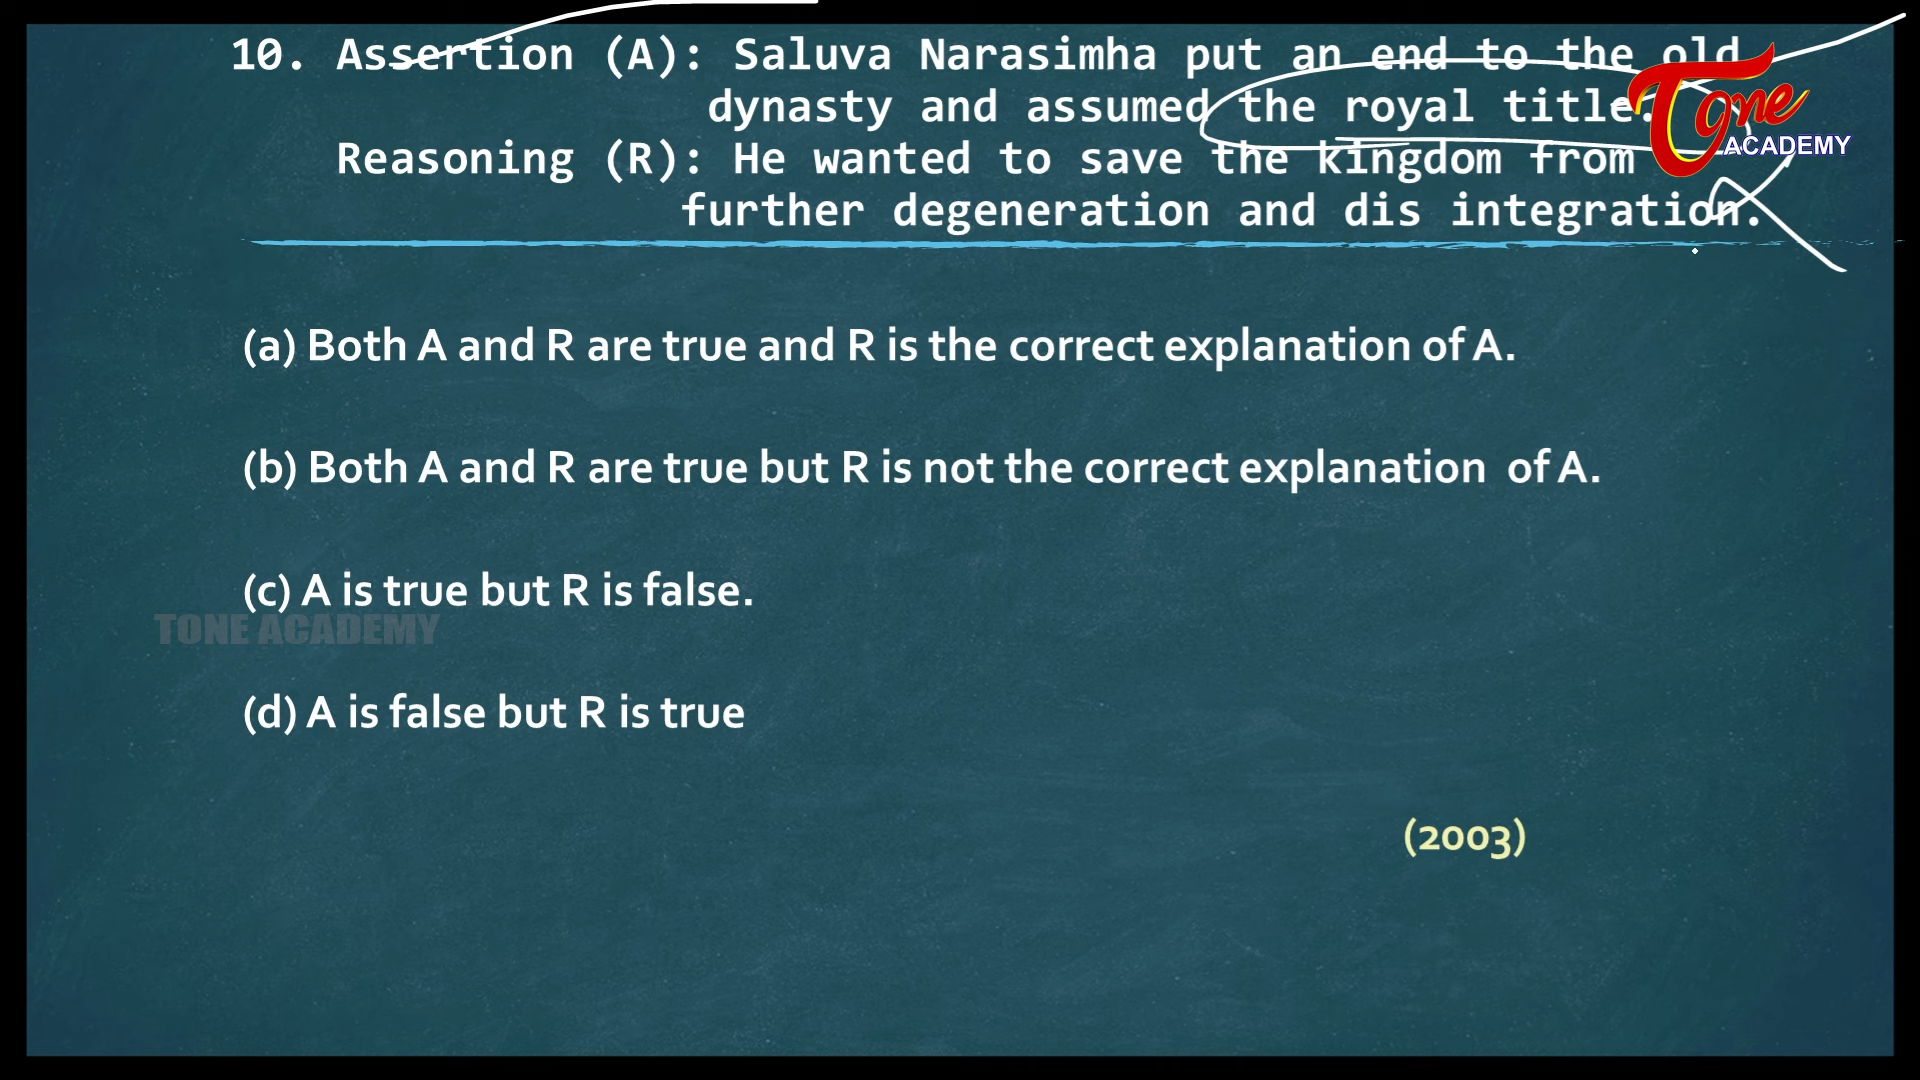 10. Assertion (A): Saluva Narasimha put an end to the old
dynasty and assumed the royal title.
Reasoning (R): He wanted to save the kingdom from
further degeneration and dis integration.
Tone
ACADEMY
(a) Both A and R are true and R is the correct explanation of A.
(b) Both A and R are true but R is not the correct explanation of A.
(c) A is true but R is false.
TONE ACADEMY
(d) A is false but R is true
(2003)